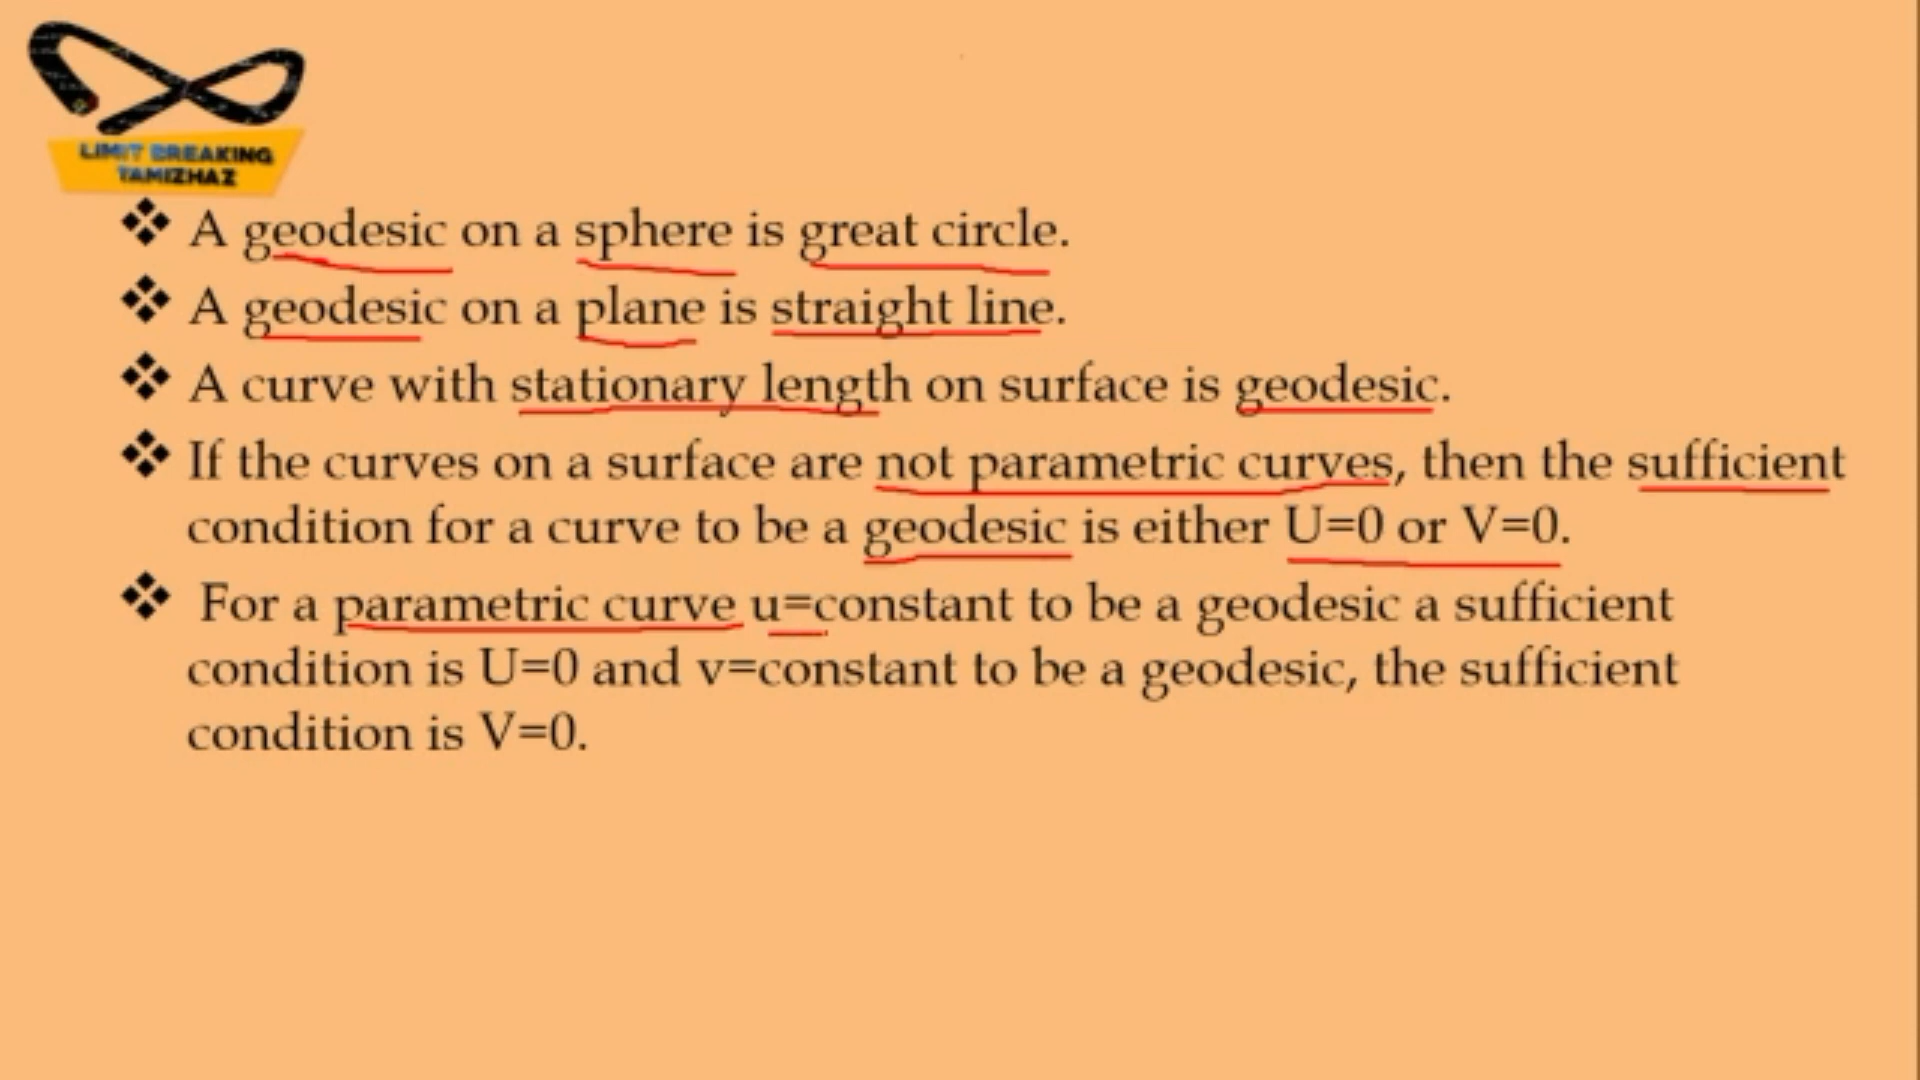 LIMIT BREAKING
TAMIZHAZ
❖ A geodesic on a sphere is great circle.
❖ A geodesic on a plane is straight line.
❖ A curve with stationary length on surface is geodesic.
❖ If the curves on a surface are not parametric curves, then the sufficient
condition for a curve to be a geodesic is either U=0 or V=0.
❖ For a parametric curve u=constant to be a geodesic a sufficient
condition is U=0 and v=constant to be a geodesic, the sufficient
condition is V=0.